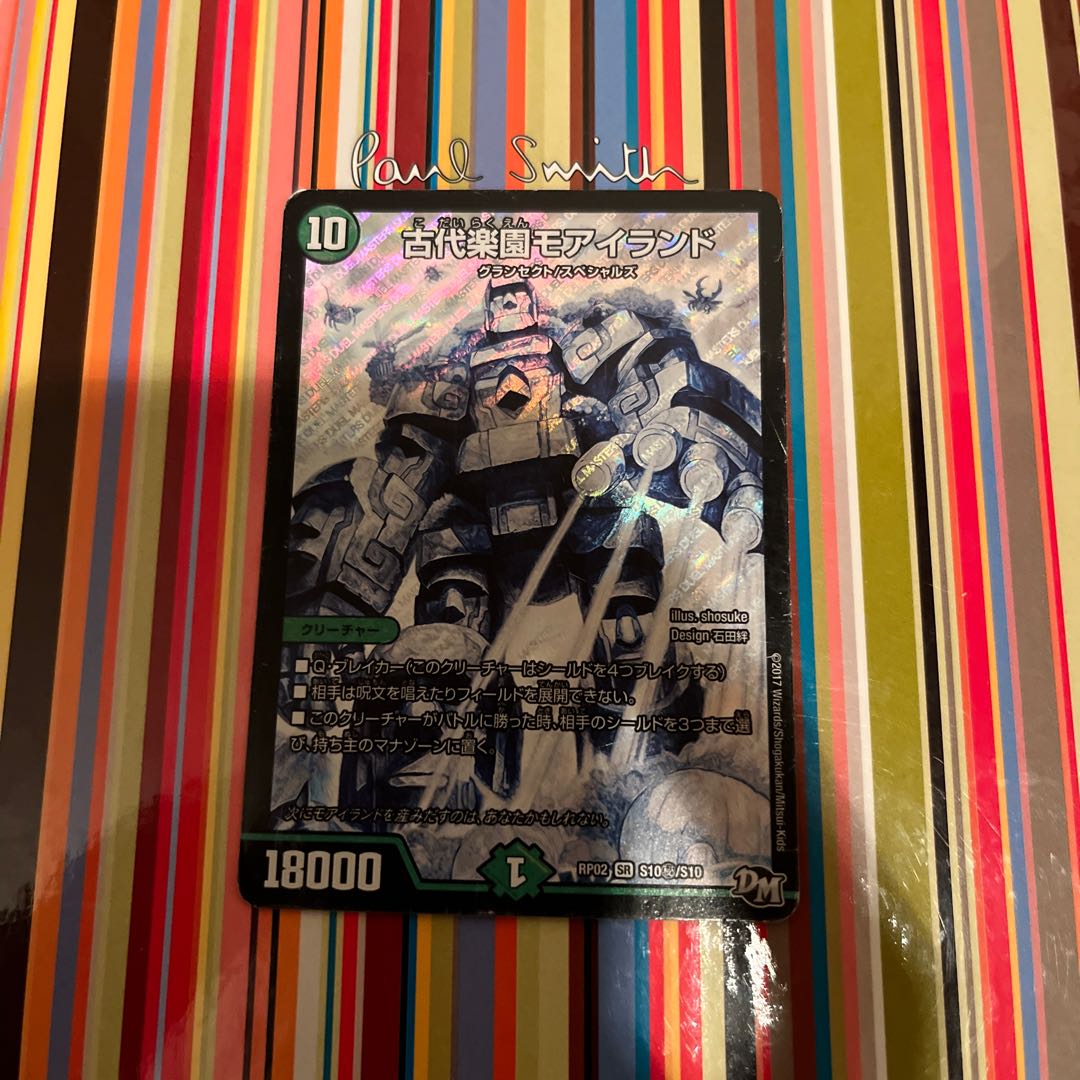 Paul Smith
10
こだいらくえん
古代楽園モアイランド
グランセクト/スペシャルズ
illus. shosuke
Design 石田絆
クリーチャー
■Q・ブレイカー(このクリーチャーはシールドを4つブレイクする)
■相手は呪文を唱えたりフィールドを展開できない。
■このクリーチャーがバトルに勝った時、相手のシールドを3つまで選
び、持ち主のマナゾーンに置く。
次にモアイランドを産みだすのは、あなたかもしれない。
18000
1
RP02 SR S10㊙/S10
DM
©2017 Wizards/Shogakukan/Mitsui-Kids